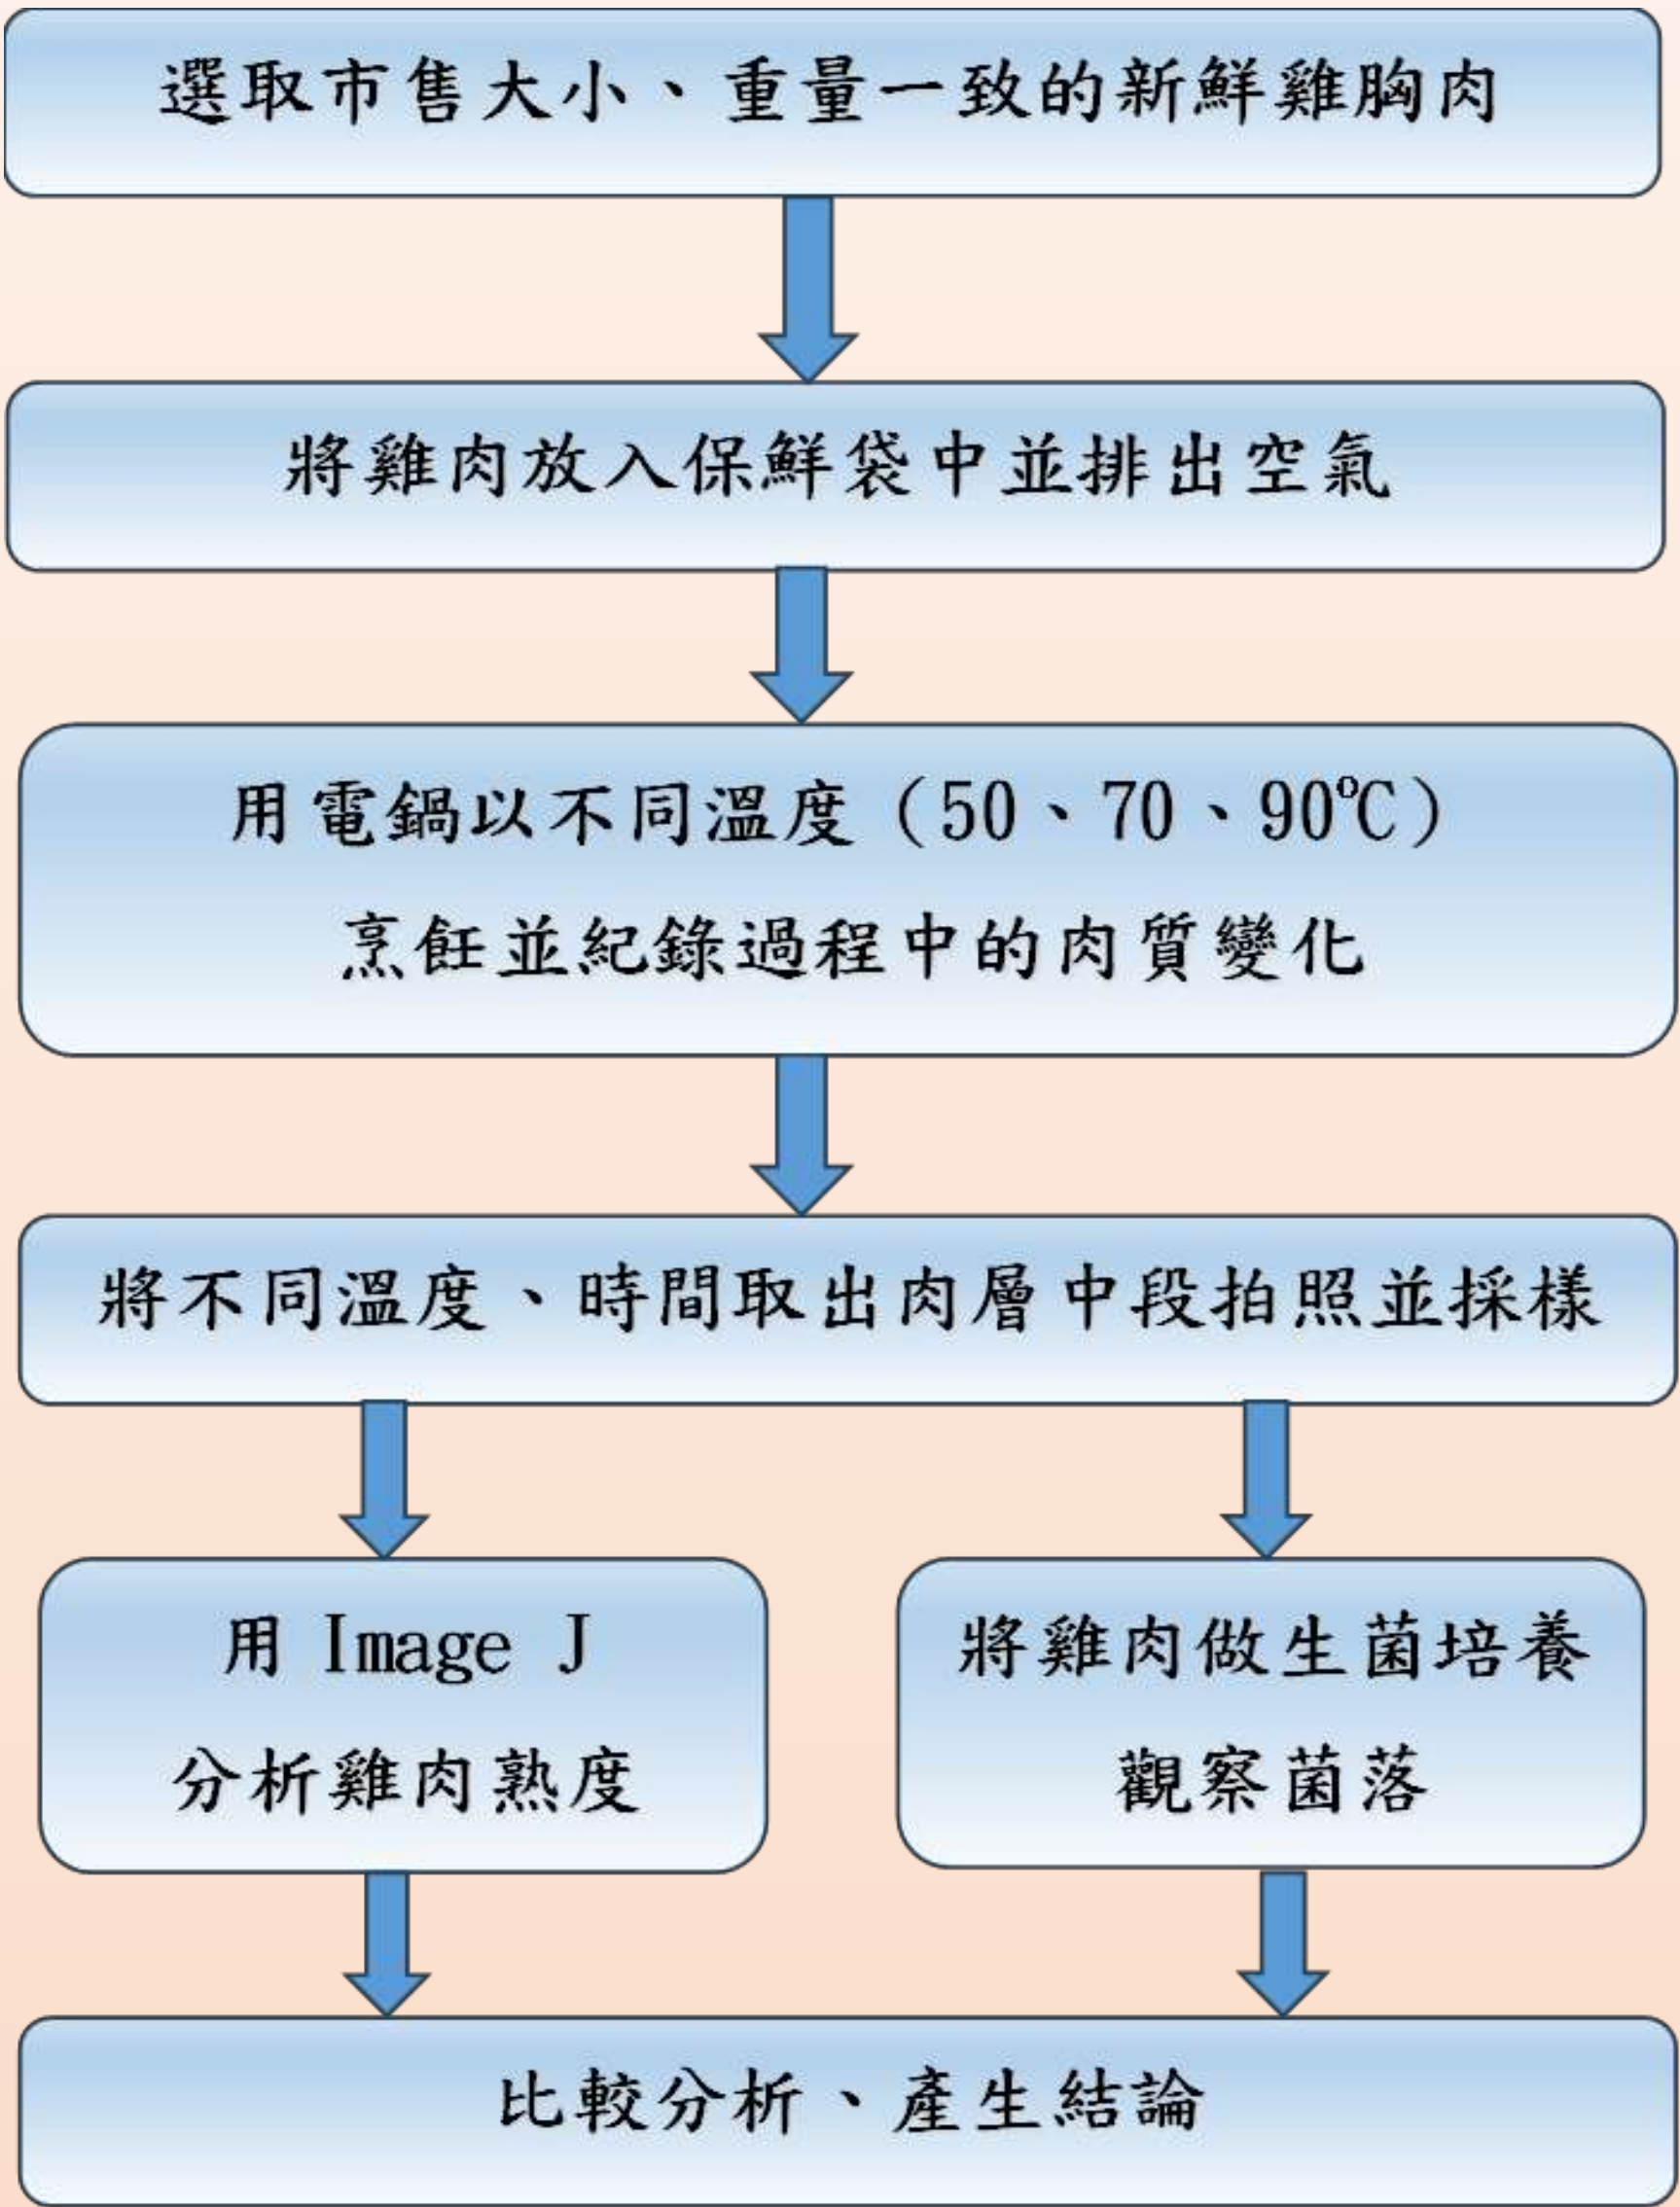 選取市售大小、重量一致的新鮮雞胸肉
將雞肉放入保鮮袋中並排出空氣
用電鍋以不同溫度（50、70、90℃）
烹飪並紀錄過程中的肉質變化
將不同溫度、時間取出肉層中段拍照並採樣
用 Image J
分析雞肉熟度
將雞肉做生菌培養
觀察菌落
比較分析、產生結論